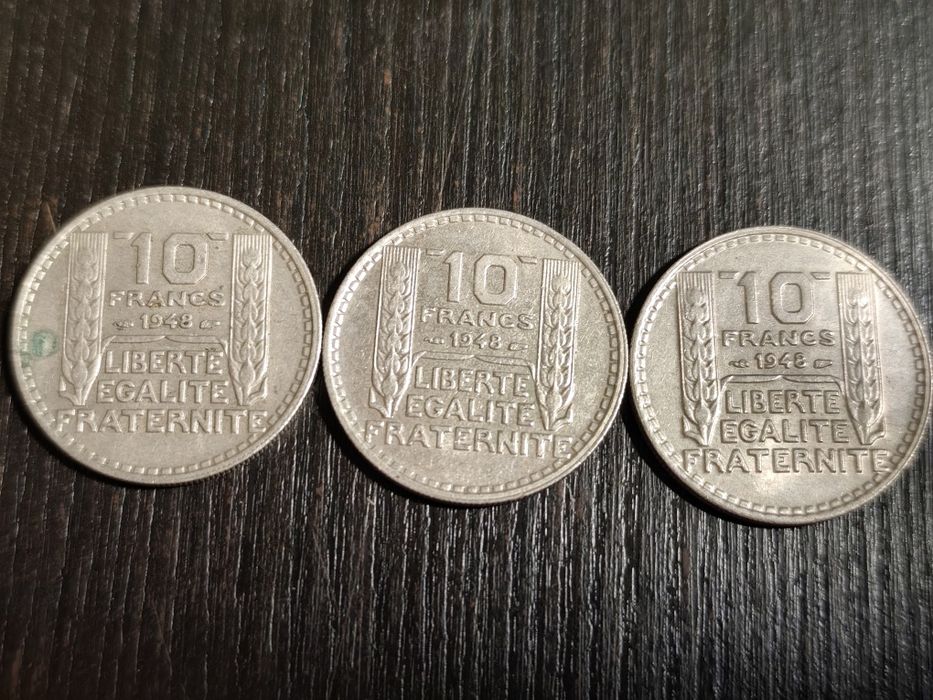 10
FRANCS
1948
LIBERTE
EGALITE
FRATERNITE
10
FRANCS
1948
LIBERTE
EGALITE
FRATERNITE
10
FRANCS
1948
LIBERTE
EGALITE
FRATERNITE